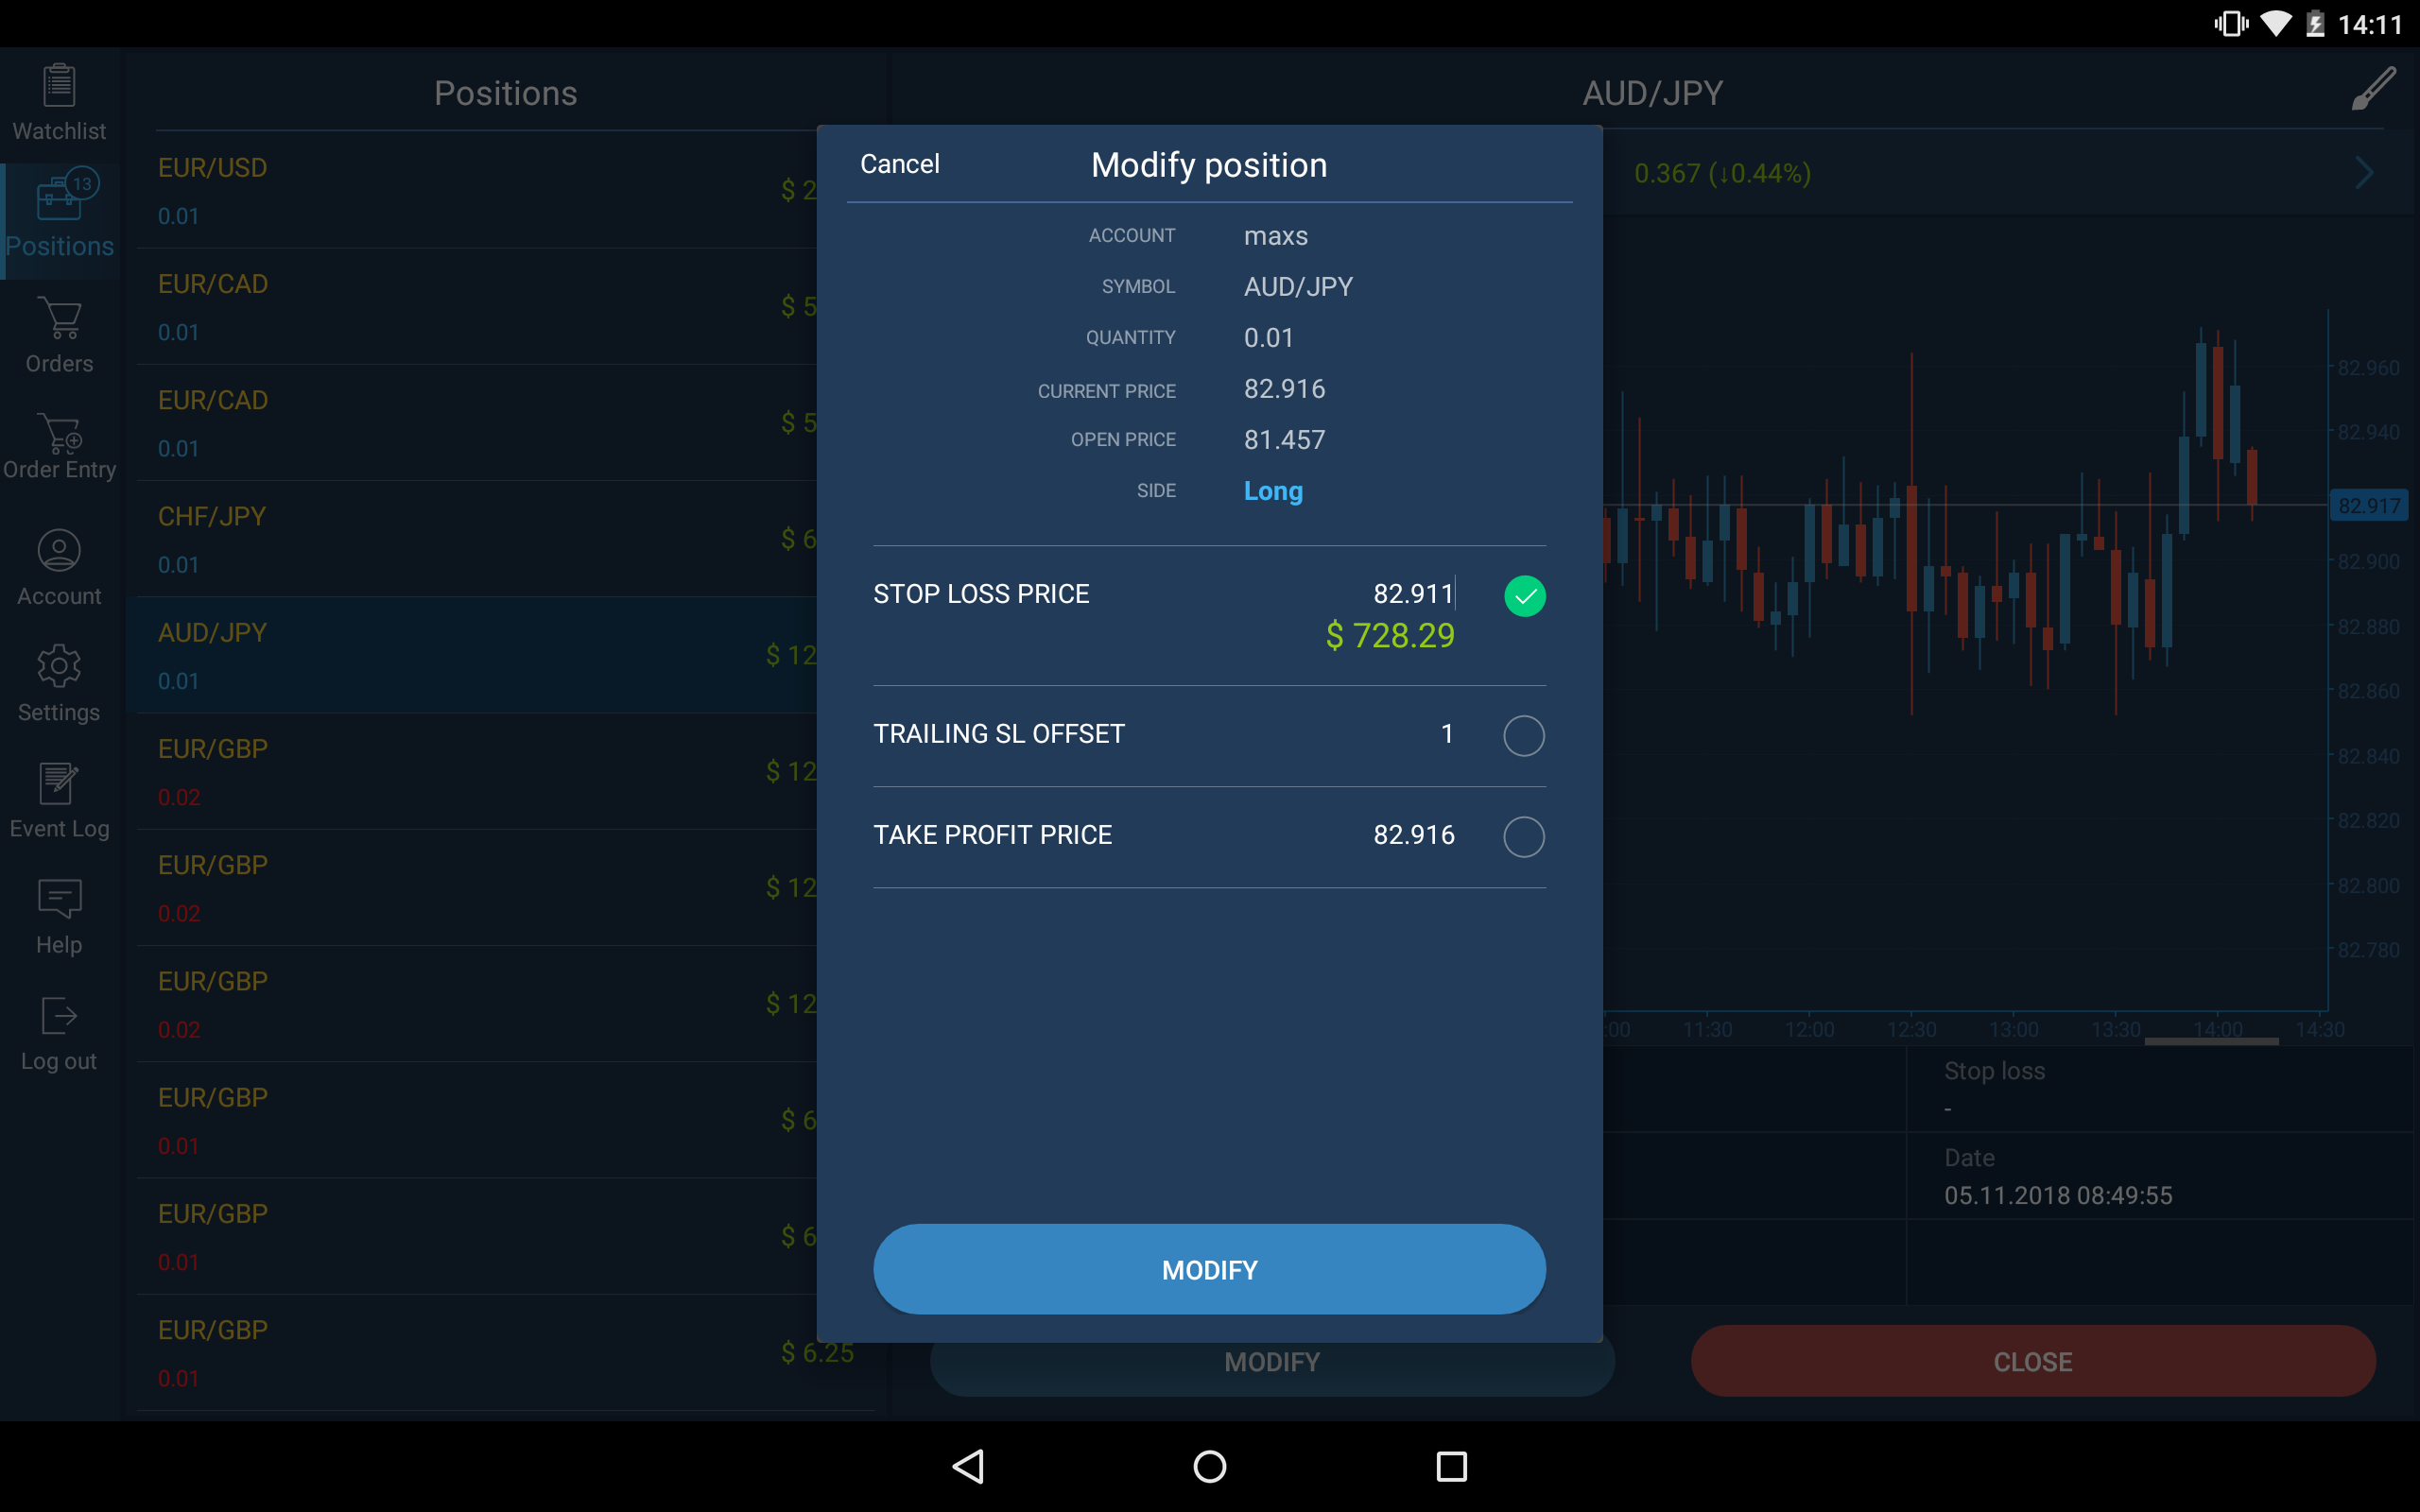 14:11
Watchlist
13
Positions
Orders
Order Entry
Account
Settings
Event Log
Help
Log out
Positions
EUR/USD
0.01
$ 2
EUR/CAD
0.01
$ 5
EUR/CAD
0.01
$ 5
CHF/JPY
0.01
$ 6
AUD/JPY
0.01
$ 12
EUR/GBP
0.02
$ 12
EUR/GBP
0.02
$ 12
EUR/GBP
0.02
$ 12
EUR/GBP
0.01
$ 6
EUR/GBP
0.01
$ 6
EUR/GBP
0.01
$ 6.25
Cancel
Modify position
ACCOUNT maxs
SYMBOL AUD/JPY
QUANTITY 0.01
CURRENT PRICE 82.916
OPEN PRICE 81.457
SIDE Long
STOP LOSS PRICE 82.911
$ 728.29
TRAILING SL OFFSET 1
TAKE PROFIT PRICE 82.916
MODIFY
AUD/JPY
0.367 (↓0.44%)
82.960
82.940
82.917
82.900
82.880
82.860
82.840
82.820
82.800
82.780
:00 11:30 12:00 12:30 13:00 13:30 14:00 14:30
Stop loss
-
Date
05.11.2018 08:49:55
MODIFY
CLOSE